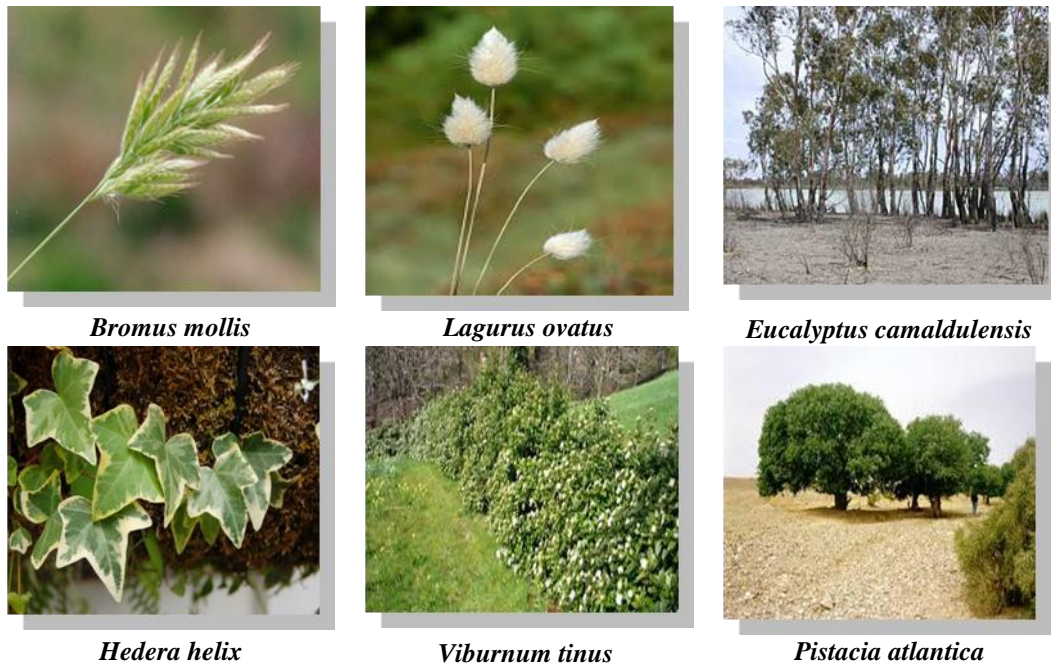 Bromus mollis
Lagurus ovatus
Eucalyptus camaldulensis
Hedera helix
Viburnum tinus
Pistacia atlantica